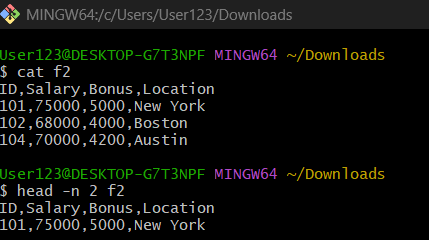 MINGW64:/c/Users/User123/Downloads
User123@DESKTOP-G7T3NPF MINGW64 ~/Downloads
$ cat f2
ID,Salary,Bonus,Location
101,75000,5000,New York
102,68000,4000,Boston
104,70000,4200,Austin
User123@DESKTOP-G7T3NPF MINGW64 ~/Downloads
$ head -n 2 f2
ID,Salary,Bonus,Location
101,75000,5000,New York